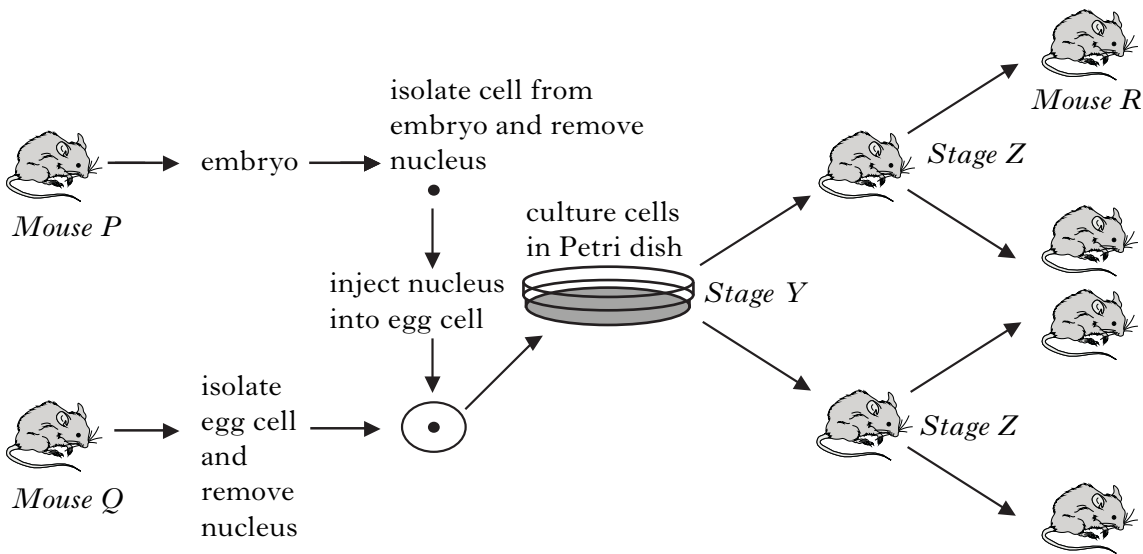 Mouse P
embryo
isolate cell from
embryo and remove
nucleus
inject nucleus
into egg cell
Mouse Q
isolate
egg cell
and
remove
nucleus
culture cells
in Petri dish
Stage Y
Stage Z
Mouse R
Stage Z